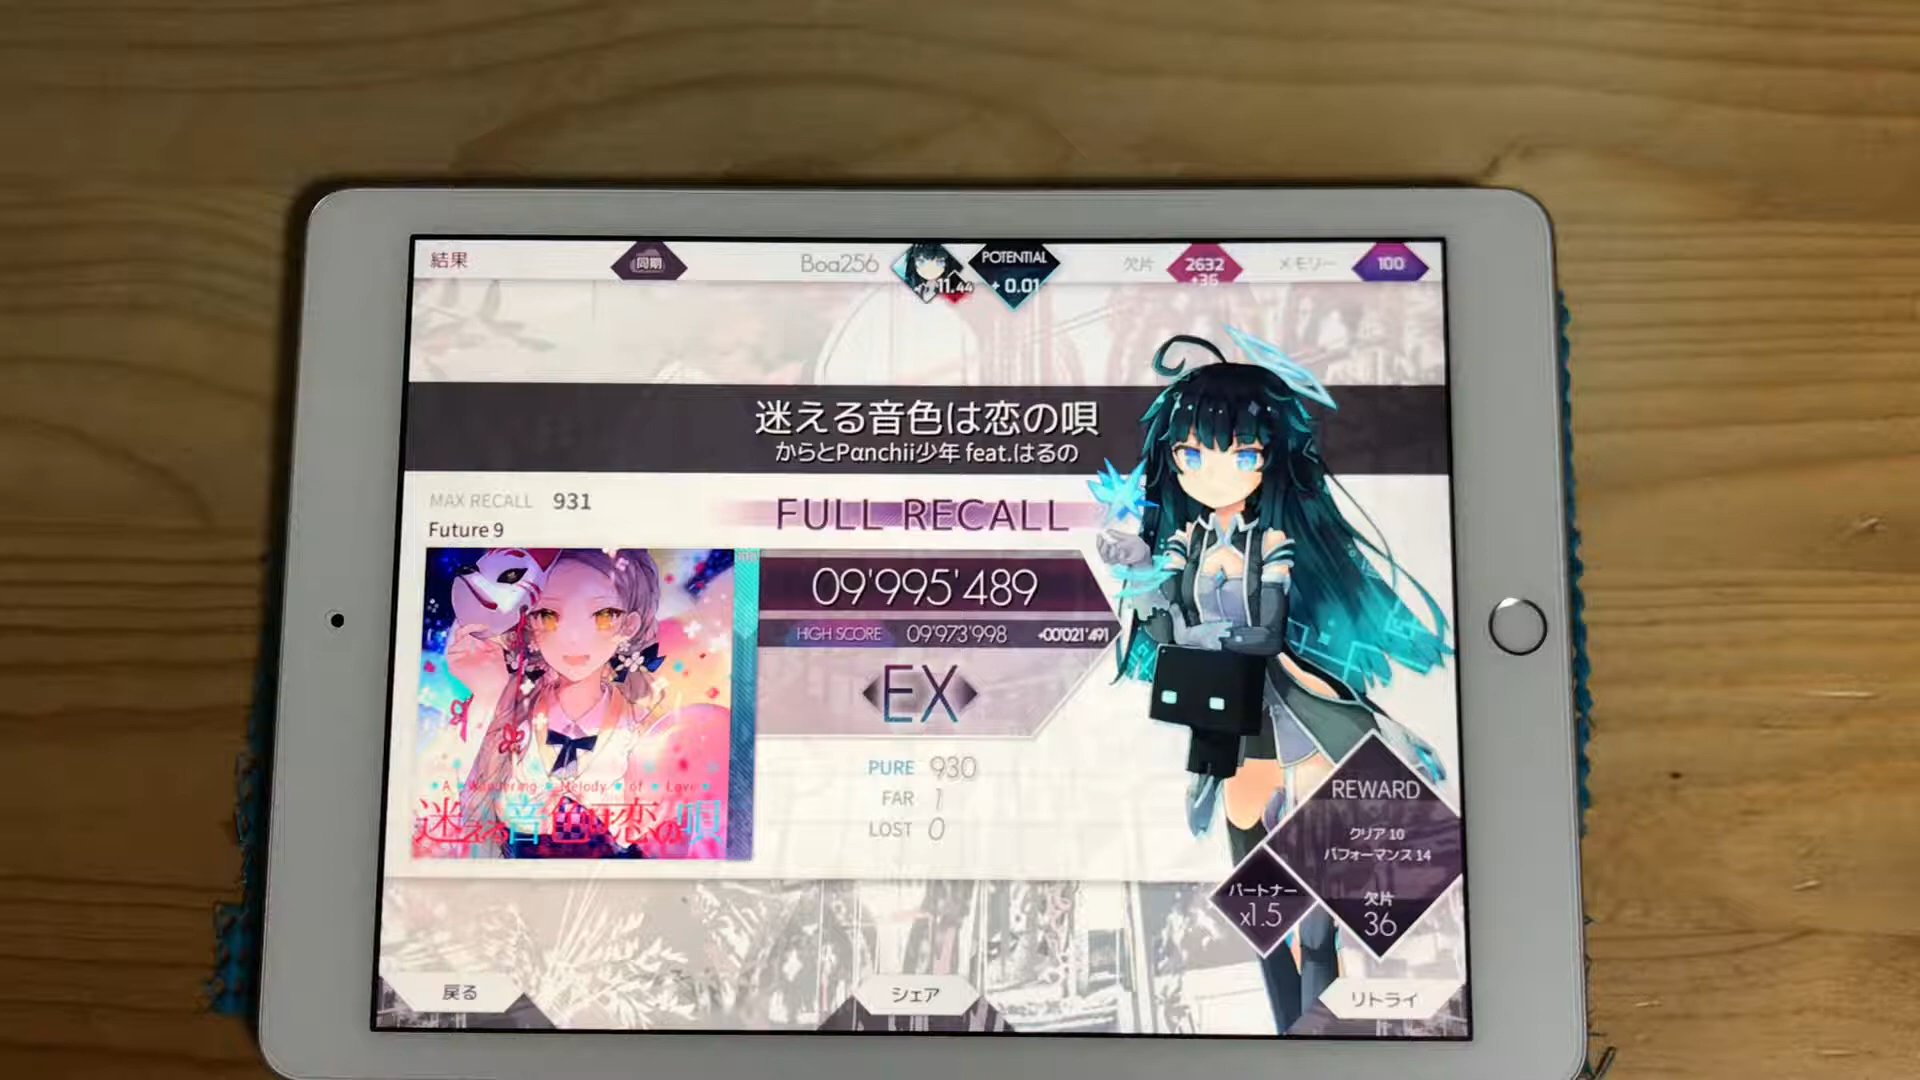 結果
同期
Boa256
11.44
POTENTIAL
+ 0.01
欠片
2632
+36
メモリー
100
迷える音色は恋の唄
からとPαnchii少年 feat.はるの
MAX RECALL 931
Future 9
FULL RECALL
09'995'489
HIGH SCORE 09'973'998 +00'021'491
EX
A Wandering Melody of Love
迷える音色は恋の唄
PURE 930
FAR 1
LOST 0
REWARD
クリア 10
パフォーマンス 14
パートナー
x1.5
欠片
36
戻る
シェア
リトライ